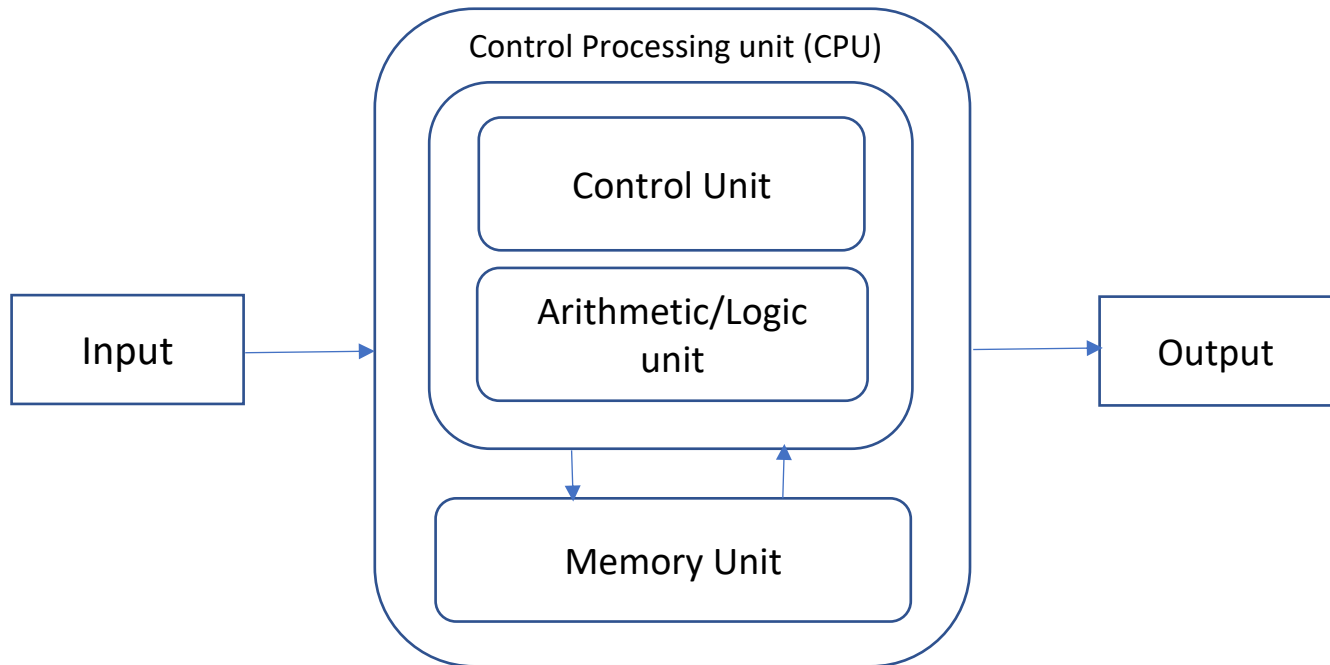 Control Processing unit (CPU)
Control Unit
Arithmetic/Logic
unit
Input
Output
Memory Unit